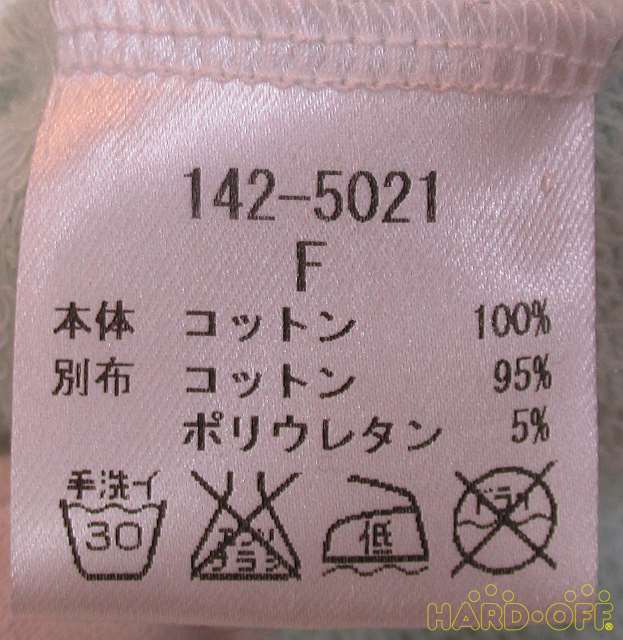 142-5021
F
本体 コットン 100%
別布 コットン 95%
ポリウレタン 5%
手洗イ
30
エンソ
サラシ
低
ドライ
HARD-OFF